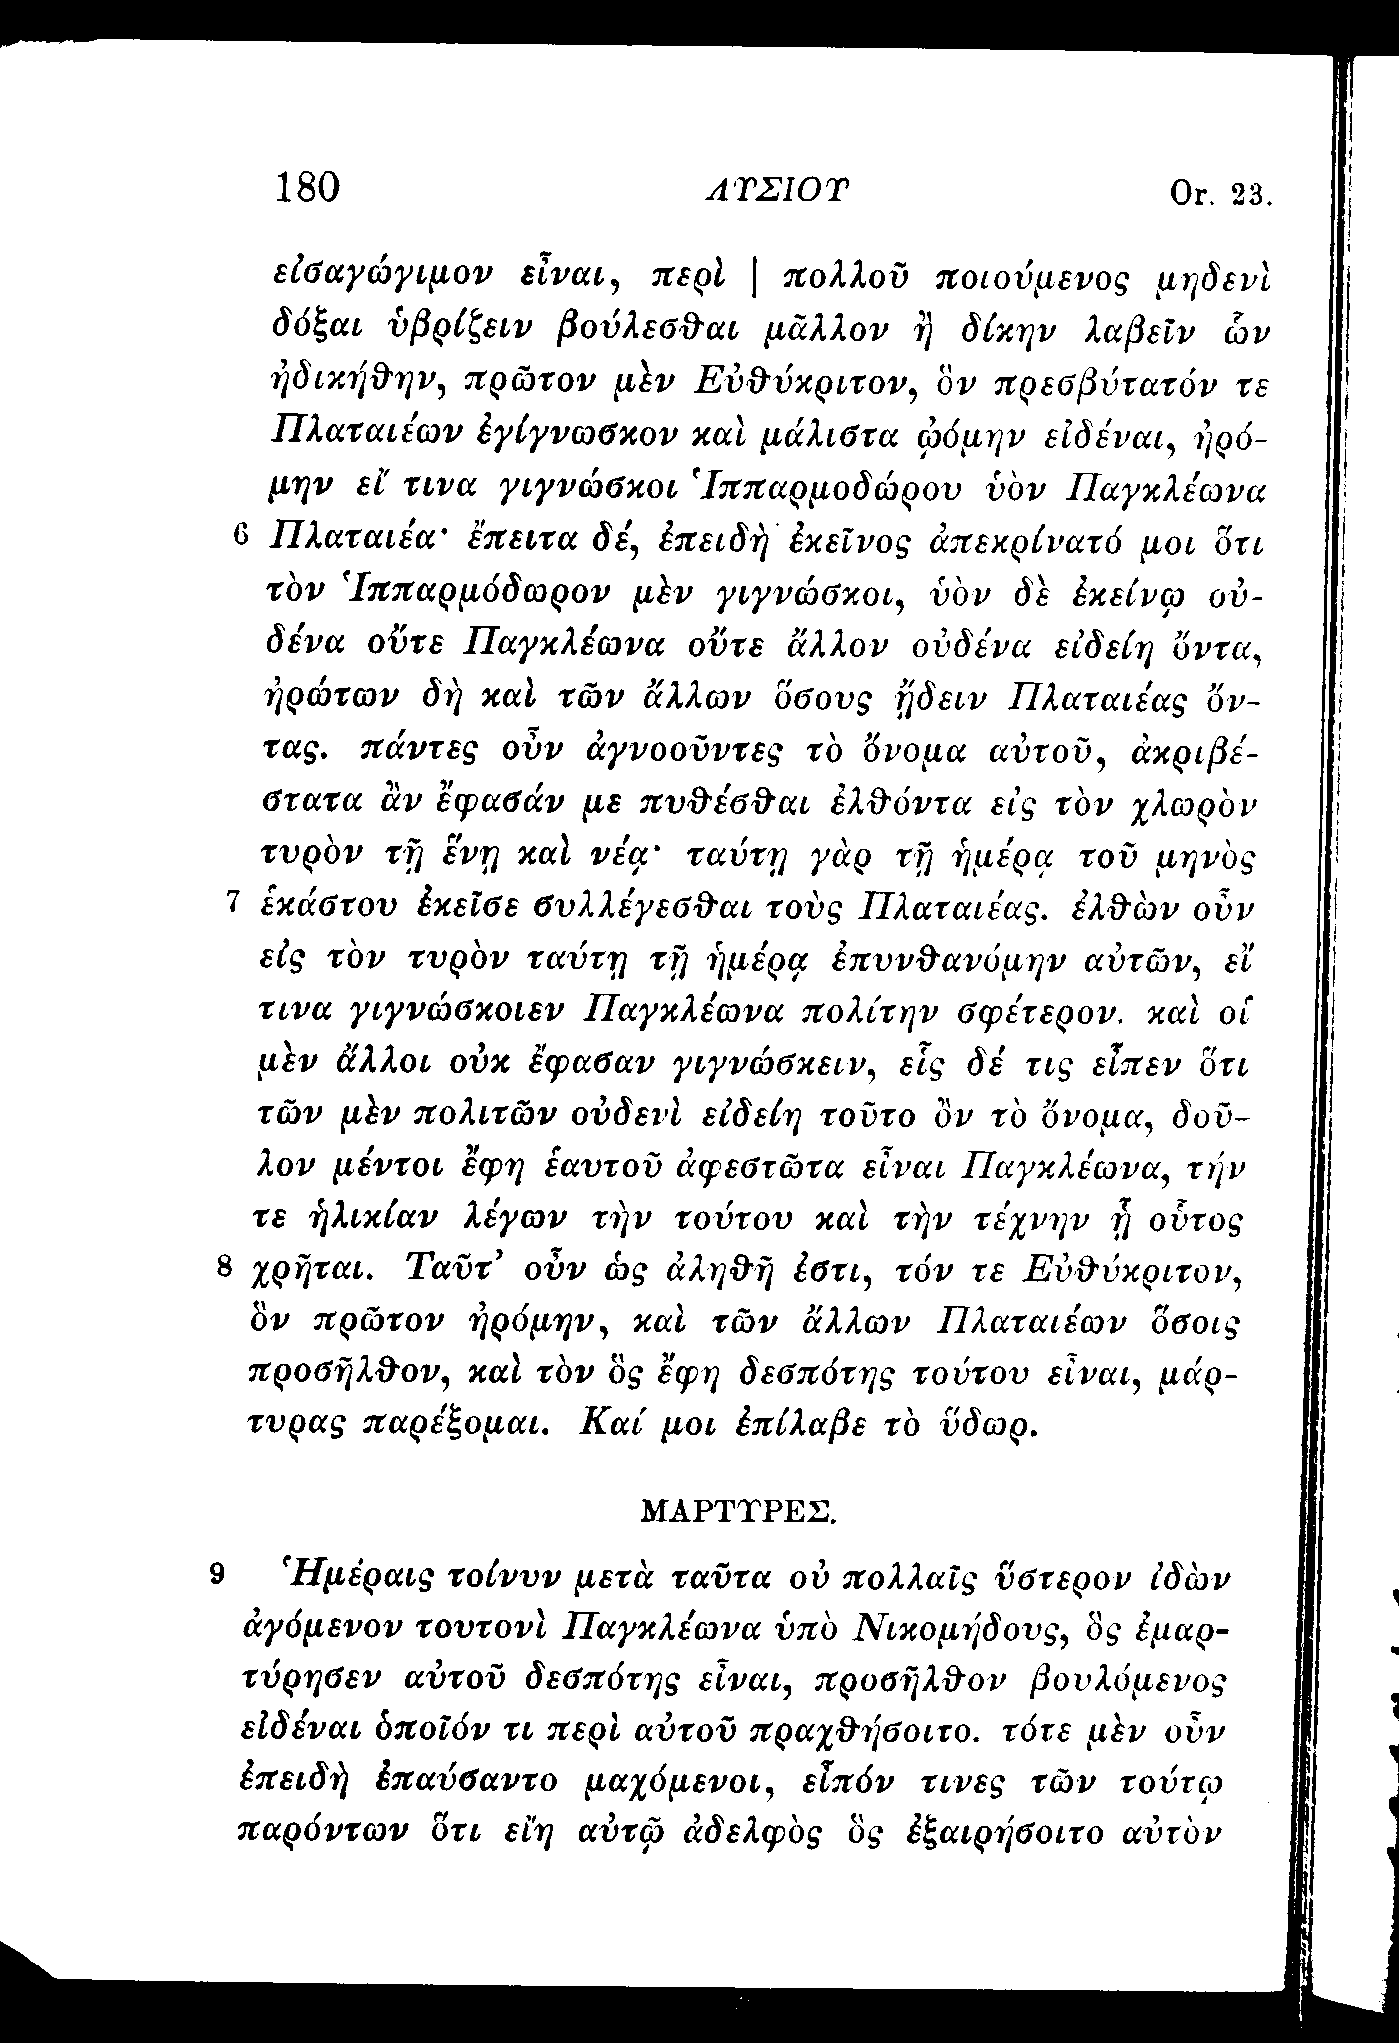 180 ΛΥΣΙΟΥ Or. 23.
εἰσαγώγιμον εἶναι, περὶ | πολλοῦ ποιούμενος μηδενὶ
δόξαι ὑβρίζειν βούλεσθαι μᾶλλον ἢ δίκην λαβεῖν ὧν
ἠδικήθην, πρῶτον μὲν Εὐθύκριτον, ὃν πρεσβύτατόν τε
Πλαταιέων ἐγίγνωσκον καὶ μάλιστα ᾠόμην εἰδέναι, ἠρό-
μην εἴ τινα γιγνώσκοι Ἱππαρμοδώρου ὑὸν Παγκλέωνα
6 Πλαταιέα· ἔπειτα δέ, ἐπειδὴ ἐκεῖνος ἀπεκρίνατό μοι ὅτι
τὸν Ἱππαρμόδωρον μὲν γιγνώσκοι, ὑὸν δὲ ἐκείνῳ οὐ-
δένα οὔτε Παγκλέωνα οὔτε ἄλλον οὐδένα εἰδείη ὄντα,
ἠρώτων δὴ καὶ τῶν ἄλλων ὅσους ᾔδειν Πλαταιέας ὄν-
τας. πάντες οὖν ἀγνοοῦντες τὸ ὄνομα αὐτοῦ, ἀκριβέ-
στατα ἂν ἔφασάν με πυθέσθαι ἐλθόντα εἰς τὸν χλωρὸν
τυρὸν τῇ ἕνῃ καὶ νέᾳ· ταύτῃ γὰρ τῇ ἡμέρᾳ τοῦ μηνὸς
7 ἑκάστου ἐκεῖσε συλλέγεσθαι τοὺς Πλαταιέας. ἐλθὼν οὖν
εἰς τὸν τυρὸν ταύτῃ τῇ ἡμέρᾳ ἐπυνθανόμην αὐτῶν, εἴ
τινα γιγνώσκοιεν Παγκλέωνα πολίτην σφέτερον. καὶ οἱ
μὲν ἄλλοι οὐκ ἔφασαν γιγνώσκειν, εἷς δέ τις εἶπεν ὅτι
τῶν μὲν πολιτῶν οὐδενὶ εἰδείη τοῦτο ὂν τὸ ὄνομα, δοῦ-
λον μέντοι ἔφη ἑαυτοῦ ἀφεστῶτα εἶναι Παγκλέωνα, τήν
τε ἡλικίαν λέγων τὴν τούτου καὶ τὴν τέχνην ᾗ οὗτος
8 χρῆται. Ταῦτ’ οὖν ὡς ἀληθῆ ἐστι, τόν τε Εὐθύκριτον,
ὃν πρῶτον ἠρόμην, καὶ τῶν ἄλλων Πλαταιέων ὅσοις
προσῆλθον, καὶ τὸν ὃς ἔφη δεσπότης τούτου εἶναι, μάρ-
τυρας παρέξομαι. Καί μοι ἐπίλαβε τὸ ὕδωρ.
ΜΑΡΤΥΡΕΣ.
9 Ἡμέραις τοίνυν μετὰ ταῦτα οὐ πολλαῖς ὕστερον ἰδὼν
ἀγόμενον τουτονὶ Παγκλέωνα ὑπὸ Νικομήδους, ὃς ἐμαρ-
τύρησεν αὐτοῦ δεσπότης εἶναι, προσῆλθον βουλόμενος
εἰδέναι ὁποῖόν τι περὶ αὐτοῦ πραχθήσοιτο. τότε μὲν οὖν
ἐπειδὴ ἐπαύσαντο μαχόμενοι, εἶπόν τινες τῶν τούτῳ
παρόντων ὅτι εἴη αὐτῷ ἀδελφὸς ὃς ἐξαιρήσοιτο αὐτὸν